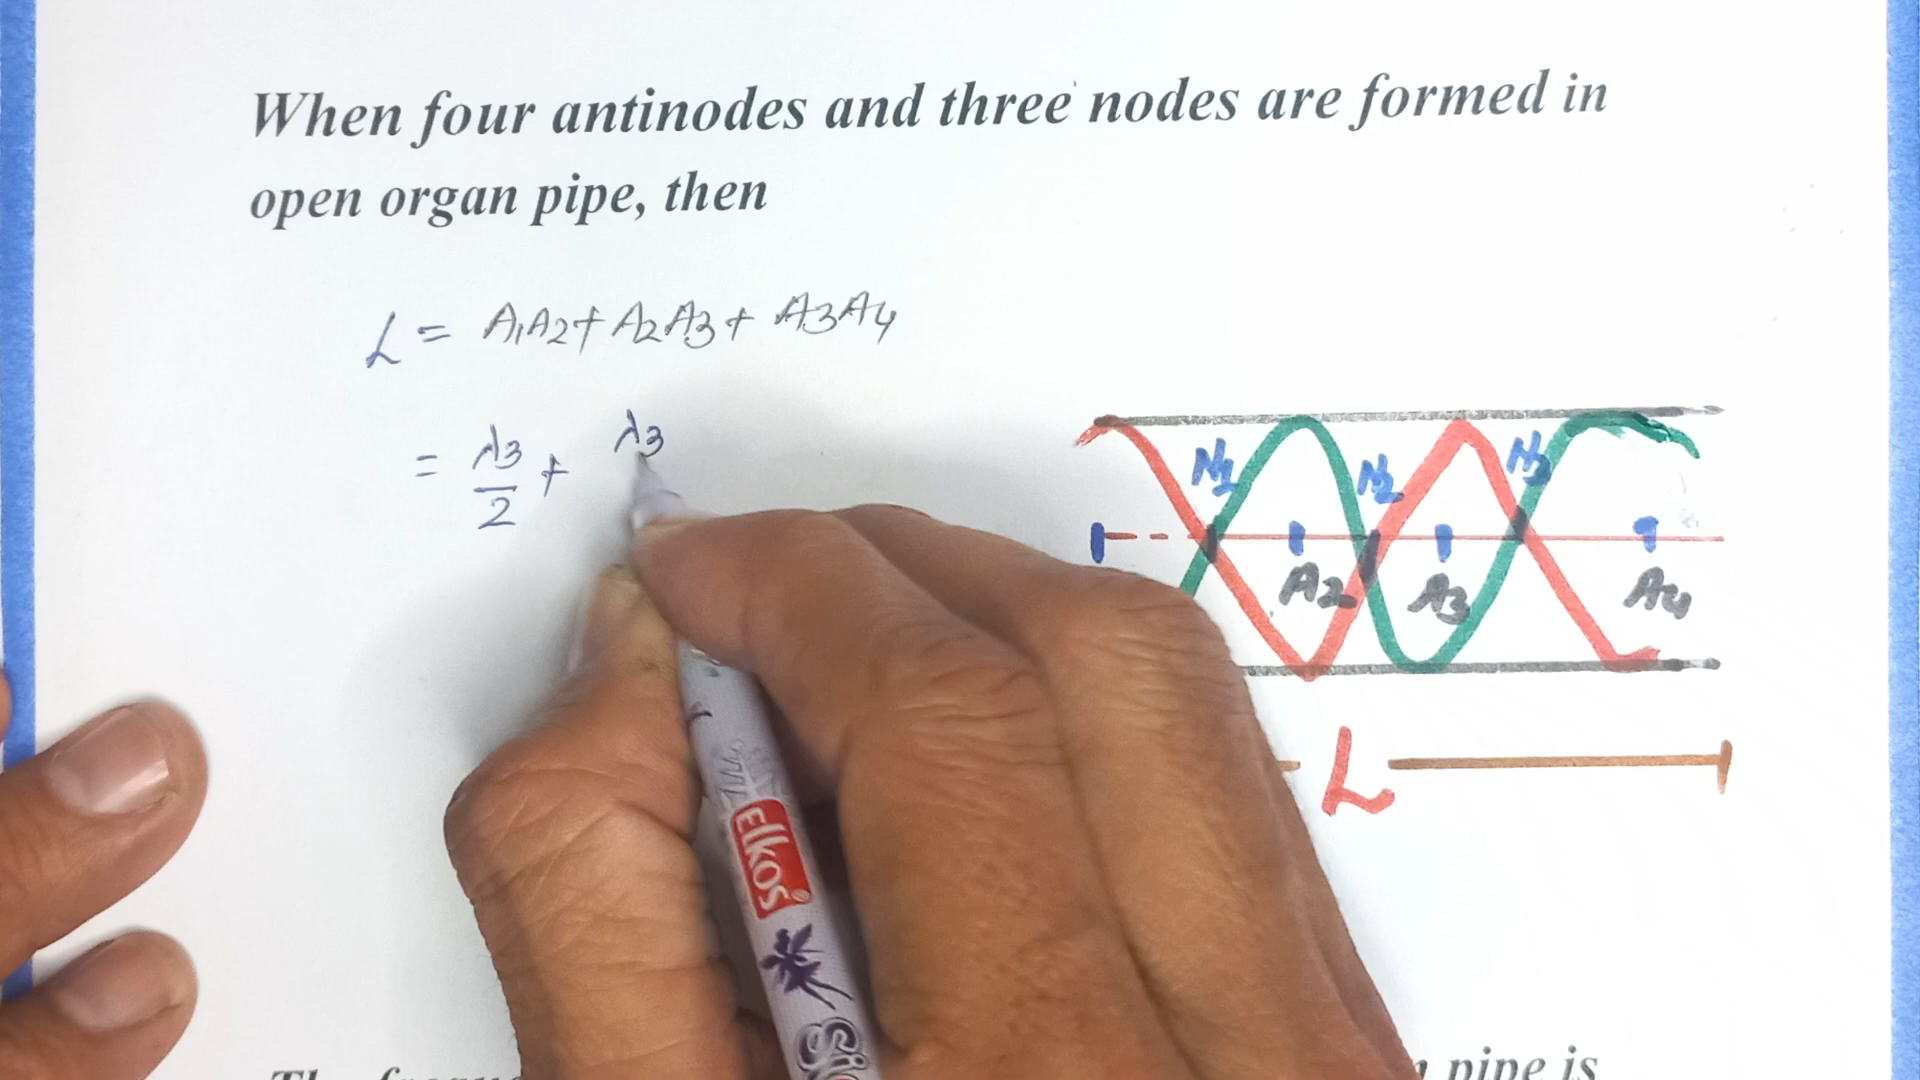 When four antinodes and three nodes are formed in
open organ pipe, then
L = A1A2 + A2A3 + A3A4
= λ3/2 + λ3
N1 N2 N3
A2 A3 A4
L
elkos
pipe is